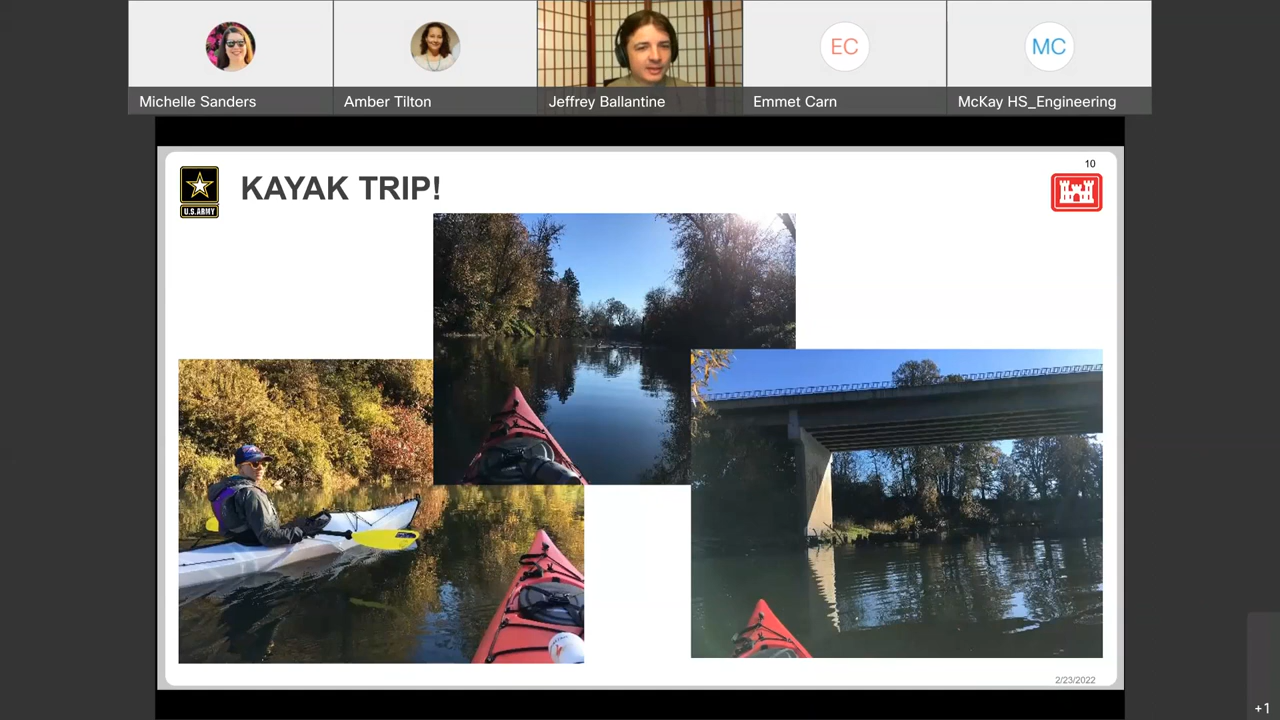 EC
MC
Michelle Sanders
Amber Tilton
Jeffrey Ballantine
Emmet Carn
McKay HS_Engineering
10
KAYAK TRIP!
U.S.ARMY
2/23/2022
+1